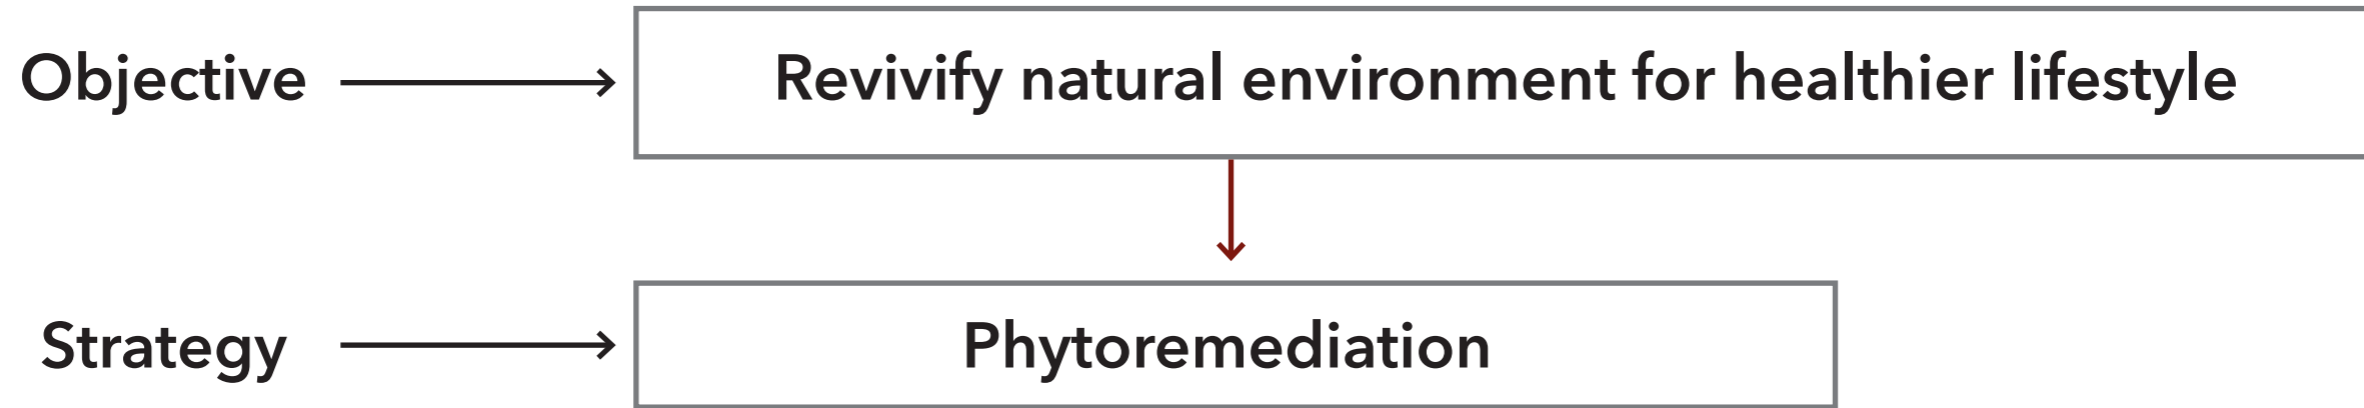 Objective
Revivify natural environment for healthier lifestyle
Strategy
Phytoremediation